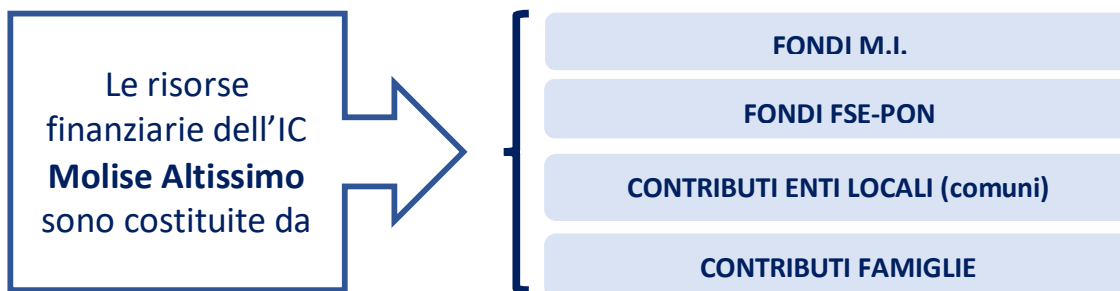 Le risorse
finanziarie dell’IC
Molise Altissimo
sono costituite da
FONDI M.I.
FONDI FSE-PON
CONTRIBUTI ENTI LOCALI (comuni)
CONTRIBUTI FAMIGLIE